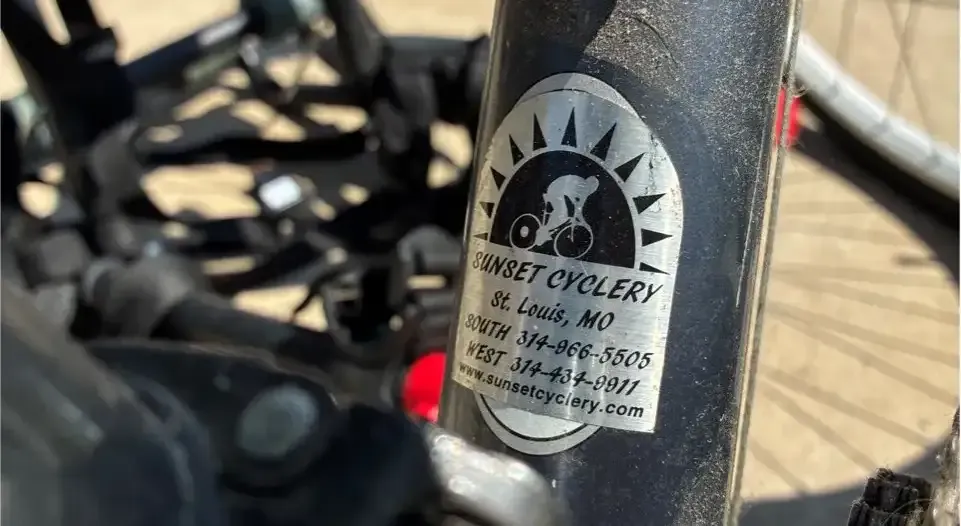 SUNSET CYCLERY
St. Louis, MO
SOUTH 314-966-5505
WEST 314-434-9911
www.sunsetcyclery.com